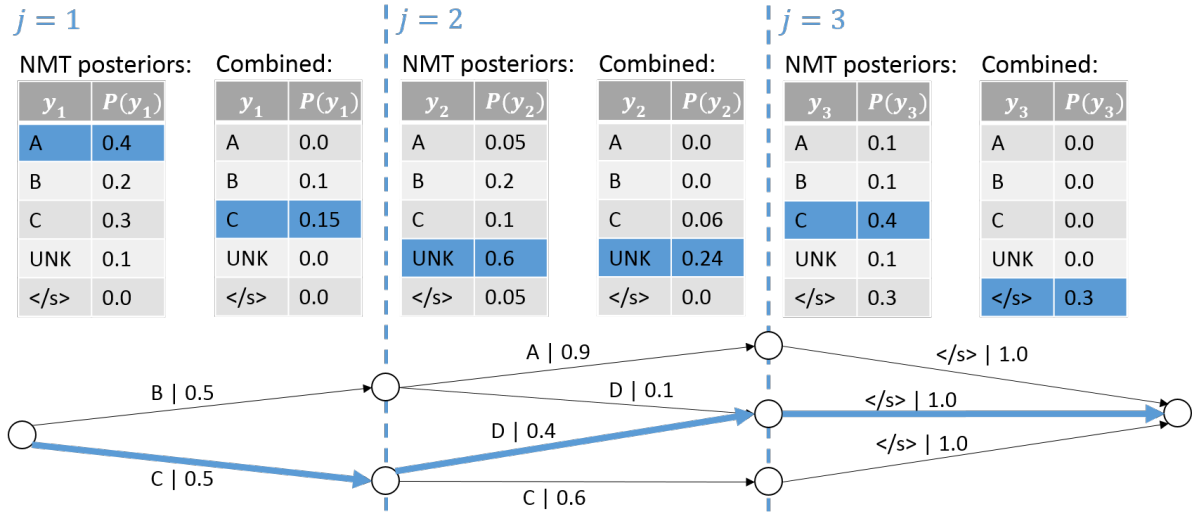 j = 1
j = 2
j = 3
NMT posteriors: Combined: NMT posteriors: Combined: NMT posteriors: Combined:
y₁ P(y₁) y₁ P(y₁) y₂ P(y₂) y₂ P(y₂) y₃ P(y₃) y₃ P(y₃)
A 0.4 A 0.0 A 0.05 A 0.0 A 0.1 A 0.0
B 0.2 B 0.1 B 0.2 B 0.0 B 0.1 B 0.0
C 0.3 C 0.15 C 0.1 C 0.06 C 0.4 C 0.0
UNK 0.1 UNK 0.0 UNK 0.6 UNK 0.24 UNK 0.1 UNK 0.0
</s> 0.0 </s> 0.0 </s> 0.05 </s> 0.0 </s> 0.3 </s> 0.3
B | 0.5
C | 0.5
A | 0.9
D | 0.1
D | 0.4
C | 0.6
</s> | 1.0
</s> | 1.0
</s> | 1.0